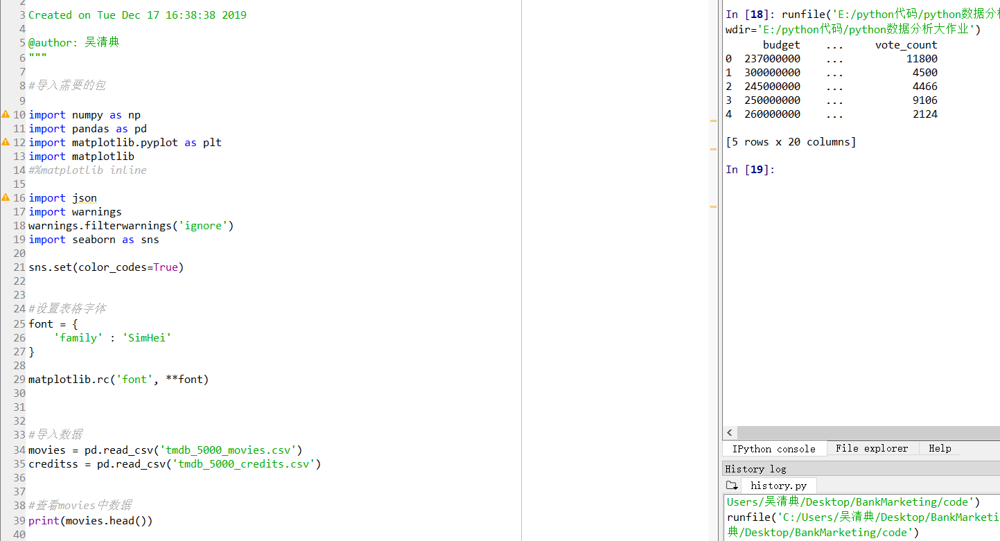 2
3 Created on Tue Dec 17 16:38:38 2019
4
5 @author: 吴清典
6 """
7
8 #导入需要的包
9
10 import numpy as np
11 import pandas as pd
12 import matplotlib.pyplot as plt
13 import matplotlib
14 #%matplotlib inline
15
16 import json
17 import warnings
18 warnings.filterwarnings('ignore')
19 import seaborn as sns
20
21 sns.set(color_codes=True)
22
23
24 #设置表格字体
25 font = {
26     'family' : 'SimHei'
27 }
28
29 matplotlib.rc('font', **font)
30
31
32
33 #导入数据
34 movies = pd.read_csv('tmdb_5000_movies.csv')
35 creditss = pd.read_csv('tmdb_5000_credits.csv')
36
37
38 #查看movies中数据
39 print(movies.head())
40
In [18]: runfile('E:/python代码/python数据分析
wdir='E:/python代码/python数据分析大作业')
budget ... vote_count
0 237000000 ... 11800
1 300000000 ... 4500
2 245000000 ... 4466
3 250000000 ... 9106
4 260000000 ... 2124
[5 rows x 20 columns]
In [19]:
IPython console File explorer Help
History log
history.py
Users/吴清典/Desktop/BankMarketing/code')
runfile('C:/Users/吴清典/Desktop/BankMarketi
典/Desktop/BankMarketing/code')